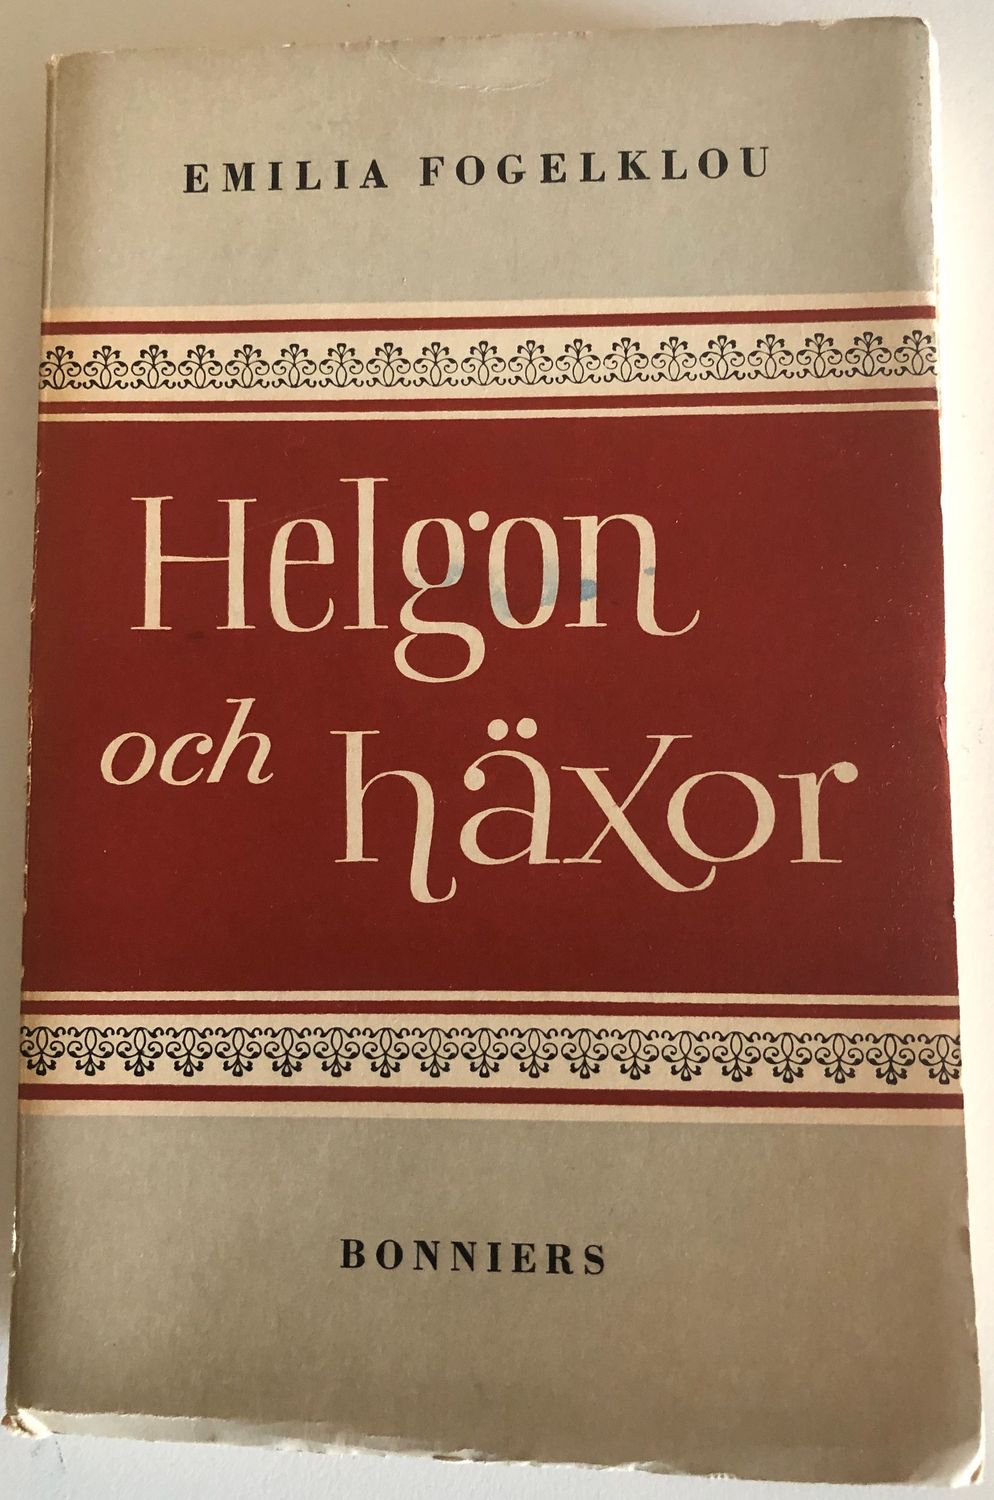 EMILIA FOGELKLOU
Helgon
och häxor
BONNIERS